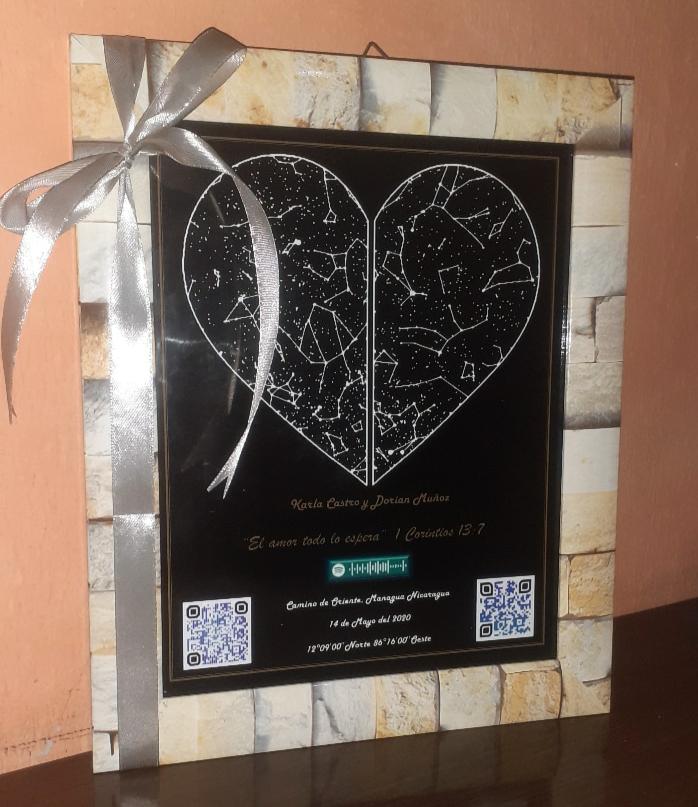 Karla Castro y Dorian Muñoz
"El amor todo lo espera" 1 Corintios 13:7
Camino de Oriente, Managua Nicaragua
14 de Mayo del 2020
12°09'00" Norte 86°16'00" Oeste